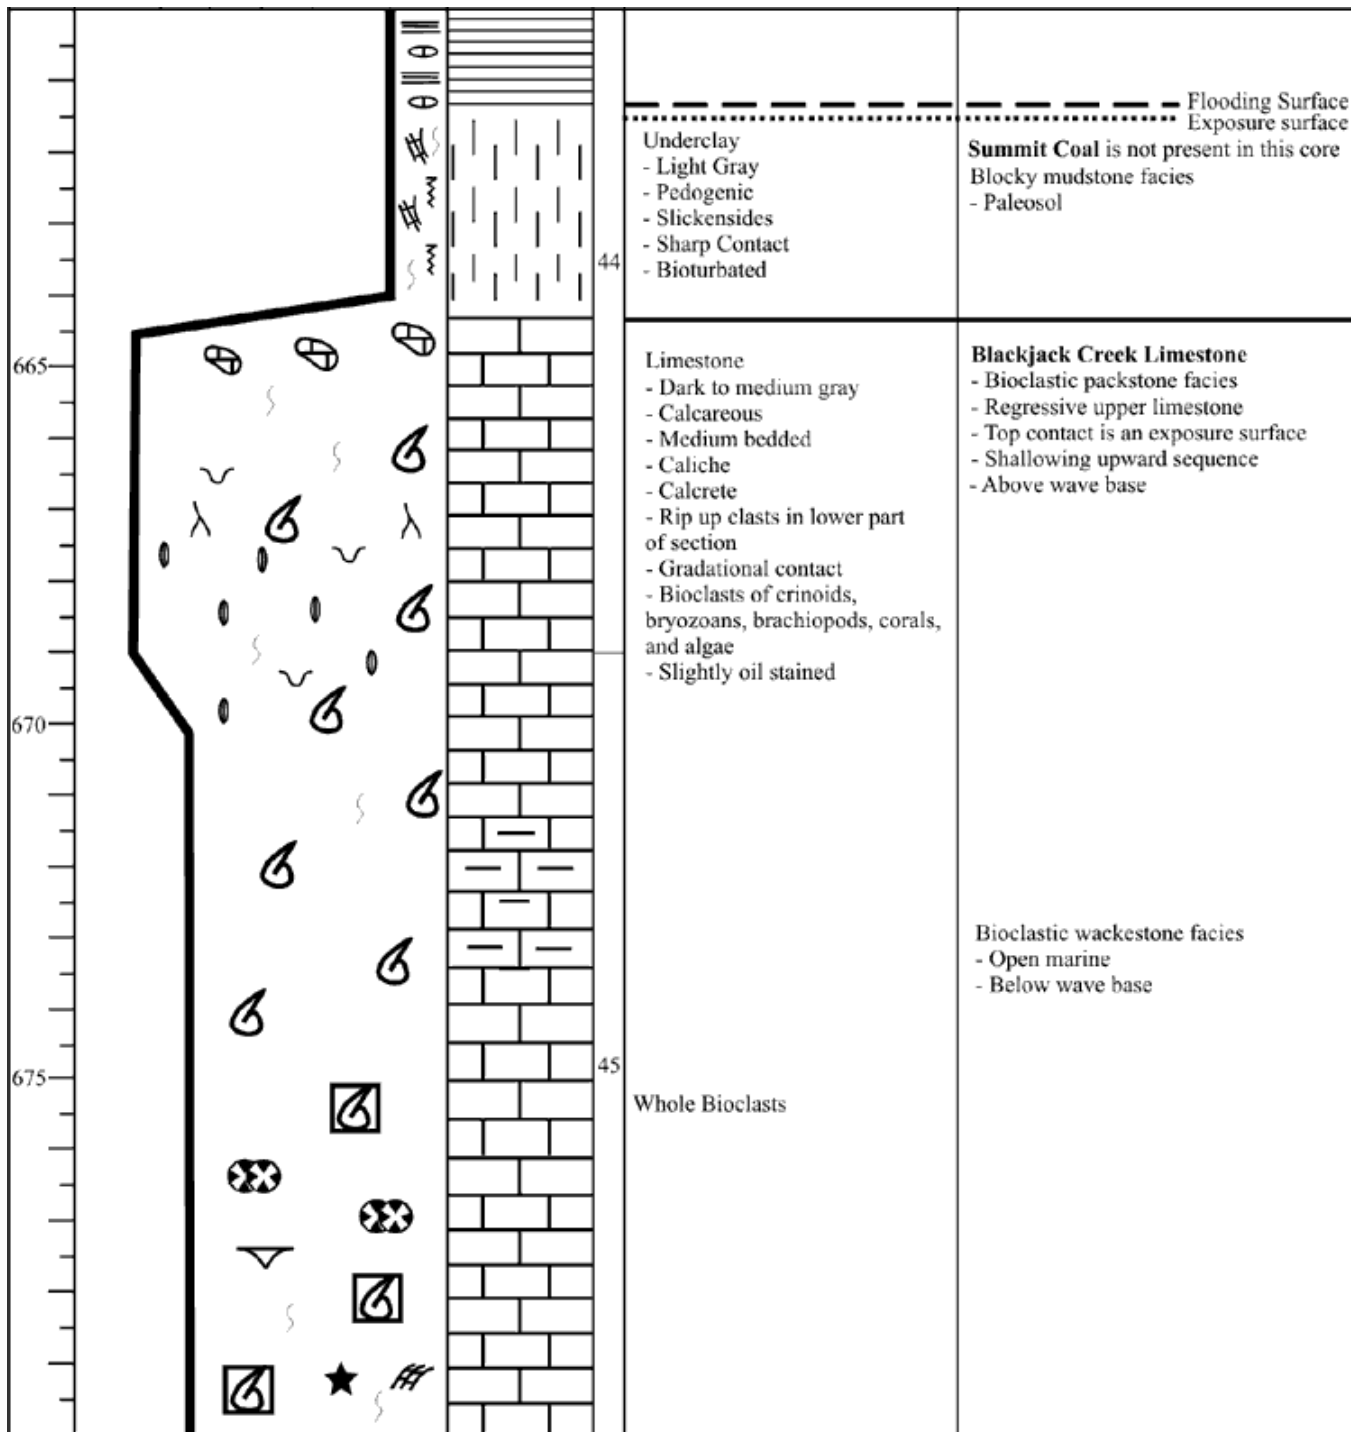 Flooding Surface
Exposure surface
Underclay
- Light Gray
- Pedogenic
- Slickensides
- Sharp Contact
- Bioturbated
Summit Coal is not present in this core
Blocky mudstone facies
- Paleosol
44
665
Limestone
- Dark to medium gray
- Calcareous
- Medium bedded
- Caliche
- Calcrete
- Rip up clasts in lower part
of section
- Gradational contact
- Bioclasts of crinoids,
bryozoans, brachiopods, corals,
and algae
- Slightly oil stained
Blackjack Creek Limestone
- Bioclastic packstone facies
- Regressive upper limestone
- Top contact is an exposure surface
- Shallowing upward sequence
- Above wave base
670
Bioclastic wackestone facies
- Open marine
- Below wave base
675
45
Whole Bioclasts